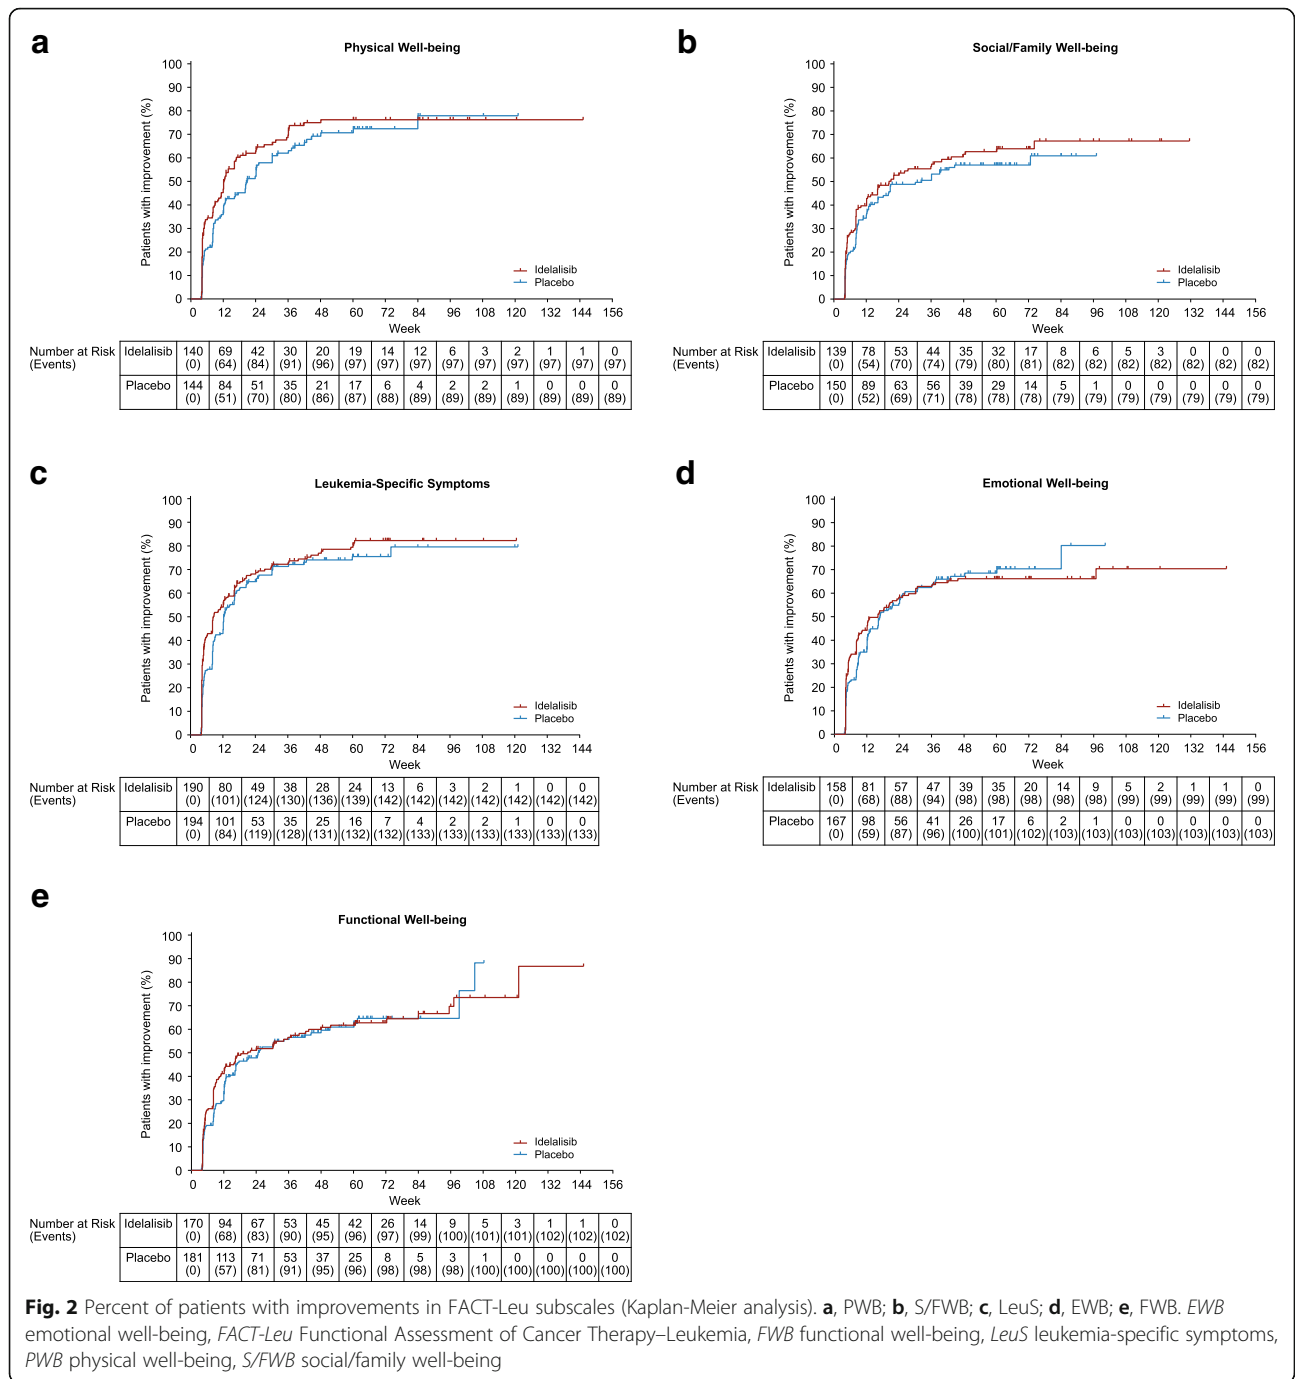 a
Physical Well-being
Patients with improvement (%)
100
90
80
70
60
50
40
30
20
10
0
Idelalisib
Placebo
0 12 24 36 48 60 72 84 96 108 120 132 144 156
Week
Number at Risk
(Events)
Idelalisib 140 69 42 30 20 19 14 12 6 3 2 1 1 0
(0) (64) (84) (91) (96) (97) (97) (97) (97) (97) (97) (97) (97) (97)
Placebo 144 84 51 35 21 17 6 4 2 2 1 0 0 0
(0) (51) (70) (80) (86) (87) (88) (89) (89) (89) (89) (89) (89) (89)
b
Social/Family Well-being
Patients with improvement (%)
100
90
80
70
60
50
40
30
20
10
0
Idelalisib
Placebo
0 12 24 36 48 60 72 84 96 108 120 132 144 156
Week
Number at Risk
(Events)
Idelalisib 139 78 53 44 35 32 17 8 6 5 3 0 0 0
(0) (54) (70) (74) (79) (80) (81) (82) (82) (82) (82) (82) (82) (82)
Placebo 150 89 63 56 39 29 14 5 1 0 0 0 0 0
(0) (52) (69) (71) (78) (78) (78) (79) (79) (79) (79) (79) (79) (79)
c
Leukemia-Specific Symptoms
Patients with improvement (%)
100
90
80
70
60
50
40
30
20
10
0
Idelalisib
Placebo
0 12 24 36 48 60 72 84 96 108 120 132 144
Week
Number at Risk
(Events)
Idelalisib 190 80 49 38 28 24 13 6 3 2 1 0 0
(0) (101) (124) (130) (136) (139) (142) (142) (142) (142) (142) (142) (142)
Placebo 194 101 53 35 25 16 7 4 2 2 1 0 0
(0) (84) (119) (128) (131) (132) (132) (133) (133) (133) (133) (133) (133)
d
Emotional Well-being
Patients with improvement (%)
100
90
80
70
60
50
40
30
20
10
0
Idelalisib
Placebo
0 12 24 36 48 60 72 84 96 108 120 132 144 156
Week
Number at Risk
(Events)
Idelalisib 158 81 57 47 39 35 20 14 9 5 2 1 1 0
(0) (68) (88) (94) (98) (98) (98) (98) (98) (99) (99) (99) (99) (99)
Placebo 167 98 56 41 26 17 6 2 1 0 0 0 0 0
(0) (59) (87) (96) (100) (101) (102) (103) (103) (103) (103) (103) (103) (103)
e
Functional Well-being
Patients with improvement (%)
100
90
80
70
60
50
40
30
20
10
0
Idelalisib
Placebo
0 12 24 36 48 60 72 84 96 108 120 132 144 156
Week
Number at Risk
(Events)
Idelalisib 170 94 67 53 45 42 26 14 9 5 3 1 1 0
(0) (68) (83) (90) (95) (96) (97) (99) (100) (101) (101) (102) (102) (102)
Placebo 181 113 71 53 37 25 8 5 3 1 0 0 0 0
(0) (57) (81) (91) (95) (96) (98) (98) (98) (100) (100) (100) (100) (100)
Fig. 2 Percent of patients with improvements in FACT-Leu subscales (Kaplan-Meier analysis). a, PWB; b, S/FWB; c, LeuS; d, EWB; e, FWB. EWB
emotional well-being, FACT-Leu Functional Assessment of Cancer Therapy–Leukemia, FWB functional well-being, LeuS leukemia-specific symptoms,
PWB physical well-being, S/FWB social/family well-being